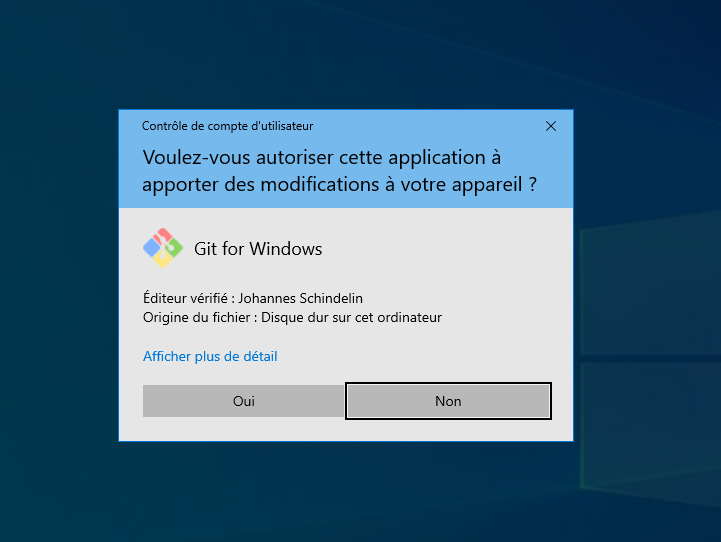 Contrôle de compte d'utilisateur
Voulez-vous autoriser cette application à
apporter des modifications à votre appareil ?
Git for Windows
Éditeur vérifié : Johannes Schindelin
Origine du fichier : Disque dur sur cet ordinateur
Afficher plus de détail
Oui
Non